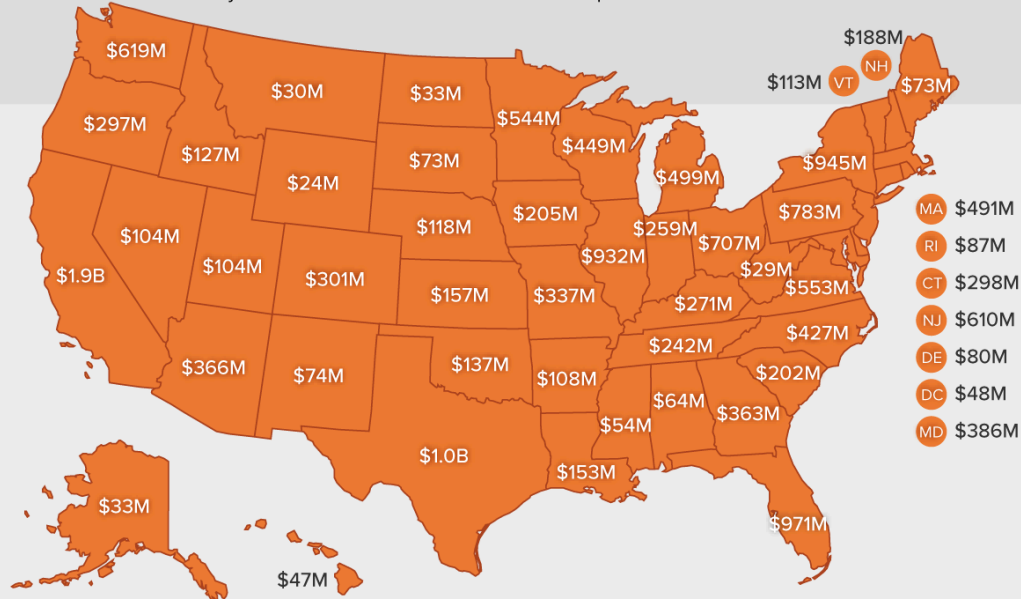 $188M
NH
$113M
VT
$73M
$619M
$30M
$33M
$544M
$297M
$449M
$127M
$73M
$945M
$499M
$24M
$205M
$783M
MA $491M
$118M
$104M
$259M
$707M
RI $87M
$932M
$104M
$29M
$1.9B
$301M
CT $298M
$553M
$157M
$337M
$271M
NJ $610M
$427M
$242M
DE $80M
$366M
$137M
$74M
$108M
$202M
DC $48M
$64M
$363M
$54M
MD $386M
$1.0B
$153M
$33M
$971M
$47M